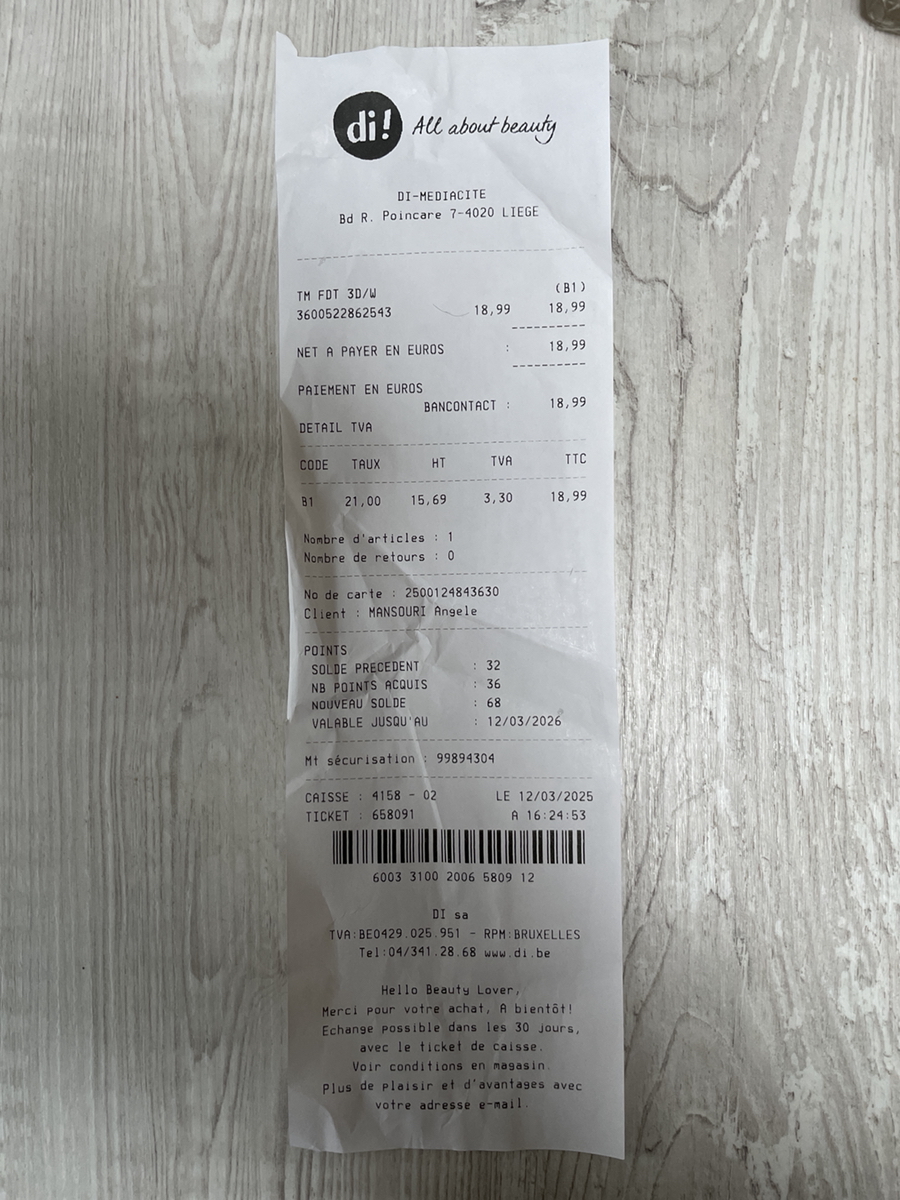 di! All about beauty
DI-MEDIACITE
Bd R. Poincare 7-4020 LIEGE
TM FDT 3D/W (B1)
3600522862543 18,99 18,99
NET A PAYER EN EUROS : 18,99
PAIEMENT EN EUROS
BANCONTACT : 18,99
DETAIL TVA
CODE TAUX HT TVA TTC
B1 21,00 15,69 3,30 18,99
Nombre d'articles : 1
Nombre de retours : 0
No de carte : 2500124843630
Client : MANSOURI Angele
POINTS
SOLDE PRECEDENT : 32
NB POINTS ACQUIS : 36
NOUVEAU SOLDE : 68
VALABLE JUSQU'AU : 12/03/2026
Mt sécurisation : 99894304
CAISSE : 4158 - 02 LE 12/03/2025
TICKET : 658091 A 16:24:53
6003 3100 2006 5809 12
DI sa
TVA:BE0429.025.951 - RPM:BRUXELLES
Tel:04/341.28.68 www.di.be
Hello Beauty Lover,
Merci pour votre achat, A bientôt!
Echange possible dans les 30 jours,
avec le ticket de caisse.
Voir conditions en magasin.
Plus de plaisir et d'avantages avec
votre adresse e-mail.